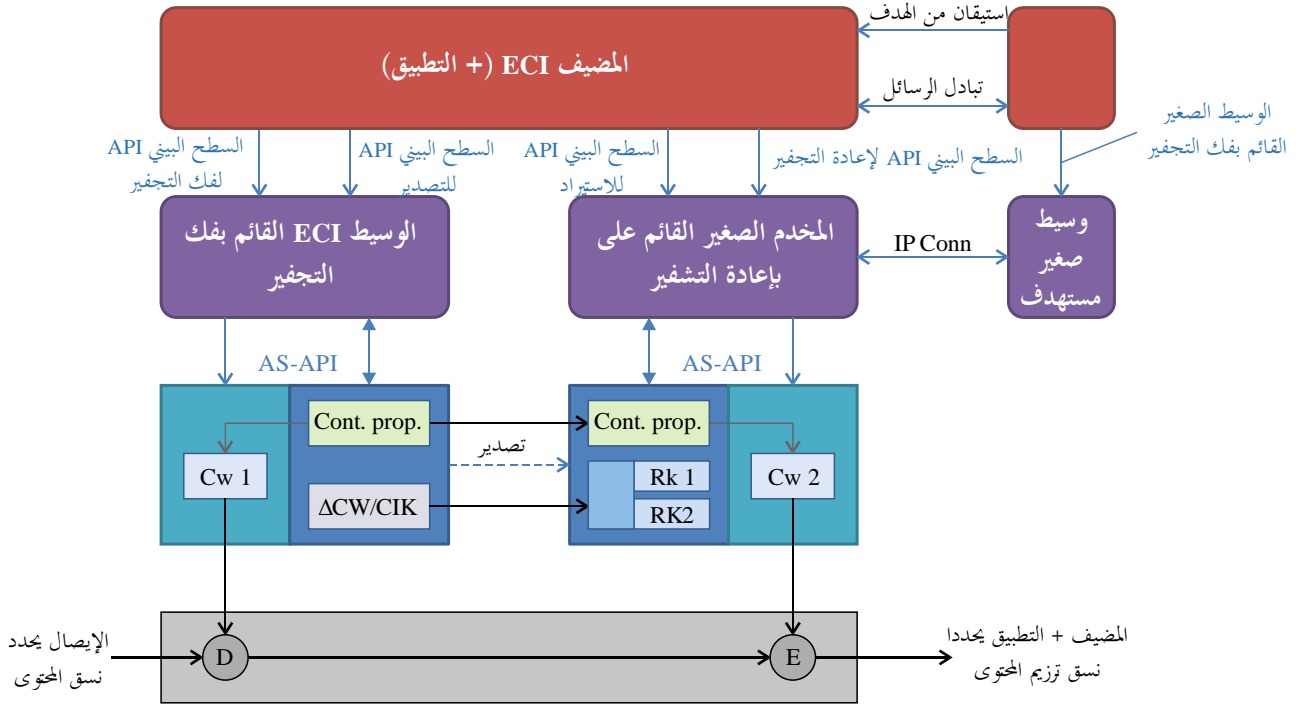 استيقان من الهدف
المضيف ECI (+ التطبيق)
تبادل الرسائل
الوسيط الصغير
القائم بفك التجفير
السطح البيني API
لفك التجفير
السطح البيني API
للتصدير
السطح البيني API
للاستيراد
السطح البيني API لإعادة التجفير
الوسيط ECI القائم بفك
التجفير
المخدم الصغير القائم على
بإعادة التشفير
IP Conn
وسيط
صغير
مستهدف
AS-API
AS-API
Cont. prop.
Cont. prop.
تصدير
Cw 1
Rk 1
Cw 2
ΔCW/CIK
RK2
الإيصال يحدد
نسق المحتوى
D
E
المضيف + التطبيق يحددا
نسق ترزيم المحتوى